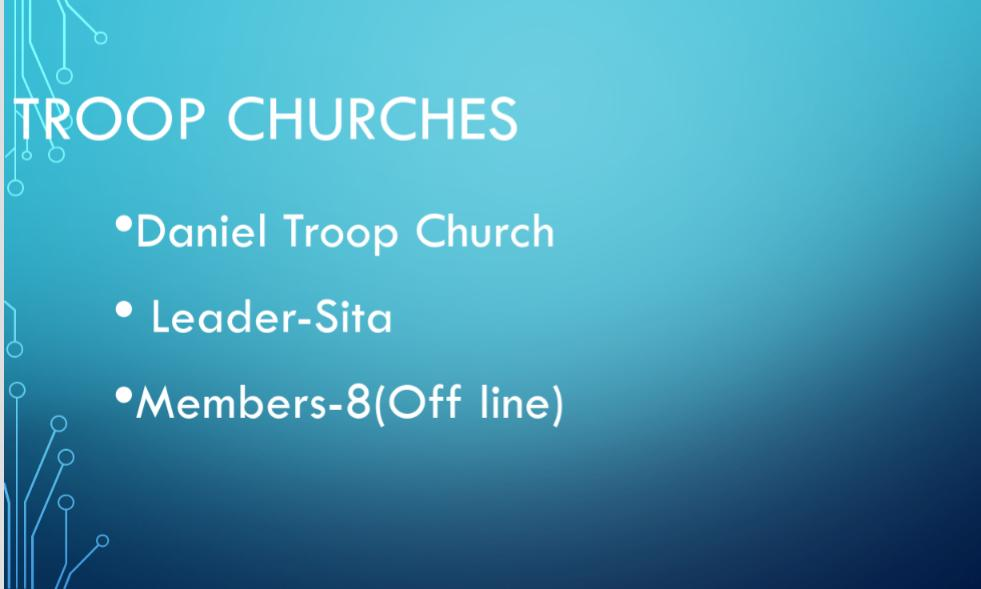 TROOP CHURCHES
•Daniel Troop Church
• Leader-Sita
•Members-8(Off line)